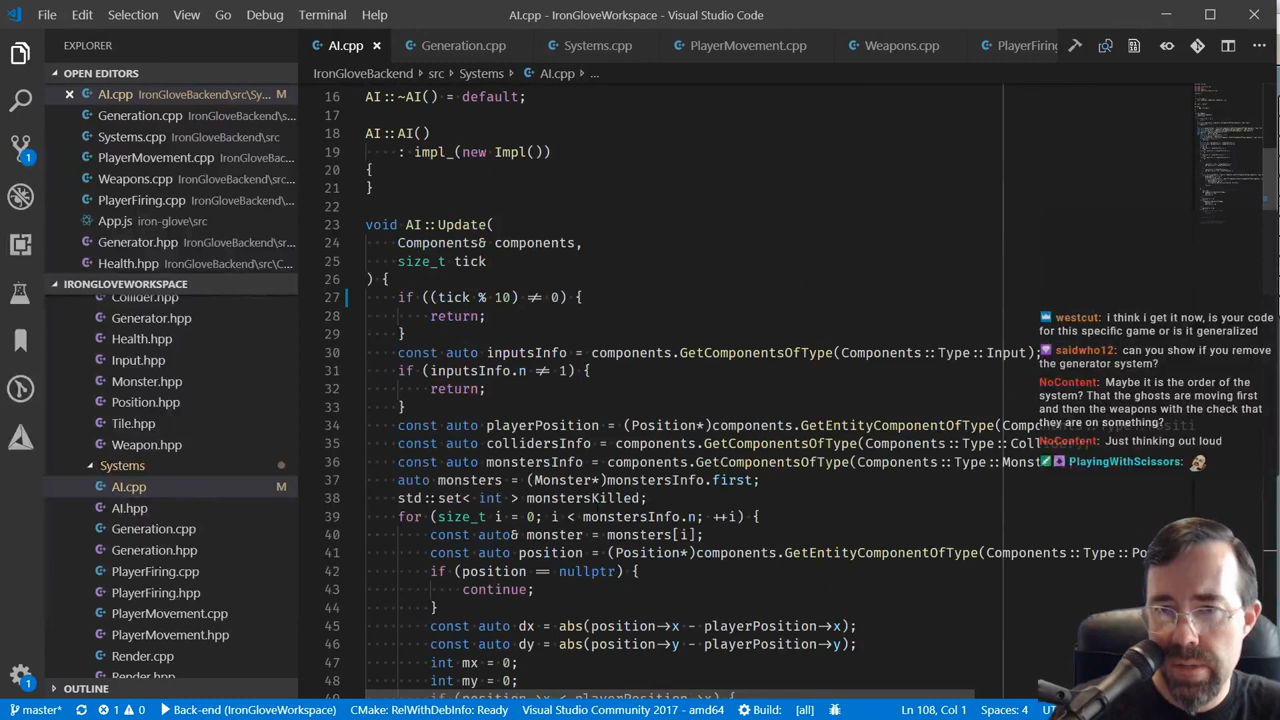 File Edit Selection View Go Debug Terminal Help
AI.cpp - IronGloveWorkspace - Visual Studio Code
EXPLORER
OPEN EDITORS
AI.cpp IronGloveBackend\src\Sy... M
Generation.cpp IronGloveBackend\s...
Systems.cpp IronGloveBackend\src
PlayerMovement.cpp IronGloveBack...
Weapons.cpp IronGloveBackend\src...
PlayerFiring.cpp IronGloveBackend\...
App.js iron-glove\src
Generator.hpp IronGloveBackend\sr...
Health.hpp IronGloveBackend\src\C...
IRONGLOVEWORKSPACE
Collider.hpp
Generator.hpp
Health.hpp
Input.hpp
Monster.hpp
Position.hpp
Tile.hpp
Weapon.hpp
Systems
AI.cpp M
AI.hpp
Generation.cpp
Generation.hpp
PlayerFiring.cpp
PlayerFiring.hpp
PlayerMovement.cpp
PlayerMovement.hpp
Render.cpp
Render.hpp
OUTLINE
AI.cpp Generation.cpp Systems.cpp PlayerMovement.cpp Weapons.cpp PlayerFiring
IronGloveBackend › src › Systems › AI.cpp › ...
16 AI::~AI() = default;
17
18 AI::AI()
19 : impl_(new Impl())
20 {
21 }
22
23 void AI::Update(
24 Components& components,
25 size_t tick
26 ) {
27 if ((tick % 10) ≠ 0) {
28 return;
29 }
30 const auto inputsInfo = components.GetComponentsOfType(Components::Type::Input);
31 if (inputsInfo.n ≠ 1) {
32 return;
33 }
34 const auto playerPosition = (Position*)components.GetEntityComponentOfType(Comp
35 const auto collidersInfo = components.GetComponentsOfType(Components::Type::Col
36 const auto monstersInfo = components.GetComponentsOfType(Components::Type::Mons
37 const auto monsters = (Monster*)monstersInfo.first;
38 std::set< int > monstersKilled;
39 for (size_t i = 0; i < monstersInfo.n; ++i) {
40 const auto& monster = monsters[i];
41 const auto position = (Position*)components.GetEntityComponentOfType(Components::Type::Po
42 if (position == nullptr) {
43 continue;
44 }
45 const auto dx = abs(position→x - playerPosition→x);
46 const auto dy = abs(position→y - playerPosition→y);
47 int mx = 0;
48 int my = 0;
49 if (position→x < playerPosition→x) {
westcut: i think i get it now, is your code
for this specific game or is it generalized
saidwho12: can you show if you remove
the generator system?
NoContent: Maybe it is the order of the
system? That the ghosts are moving first
and then the weapons with the check that
they are on something?
NoContent: Just thinking out loud
PlayingWithScissors:
1
1
master* 1 0 Back-end (IronGloveWorkspace) CMake: RelWithDebInfo: Ready Visual Studio Community 2017 - amd64 Build: [all] Ln 108, Col 1 Spaces: 4